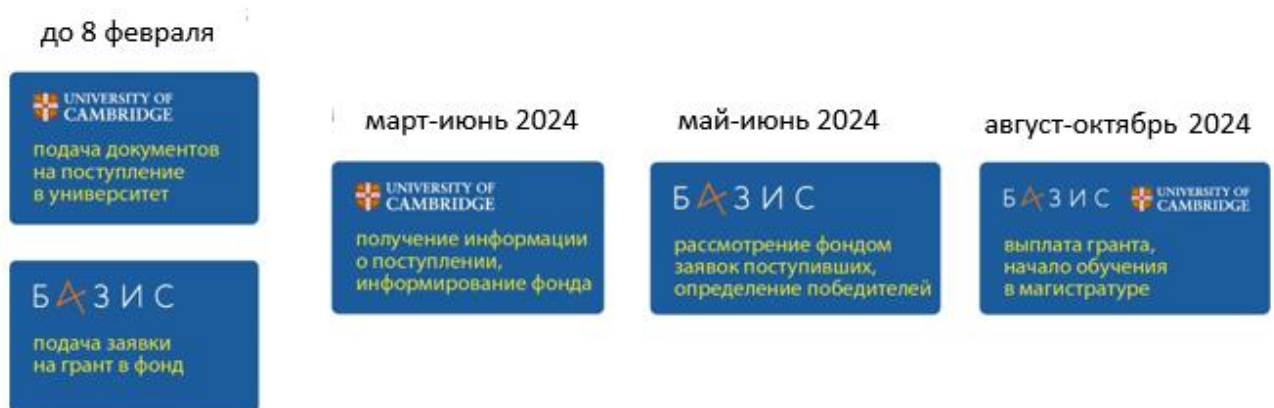 до 8 февраля
UNIVERSITY OF
CAMBRIDGE
подача документов
на поступление
в университет
БАЗИС
подача заявки
на грант в фонд
март-июнь 2024
UNIVERSITY OF
CAMBRIDGE
получение информации
о поступлении,
информирование фонда
май-июнь 2024
БАЗИС
рассмотрение фондом
заявок поступивших,
определение победителей
август-октябрь 2024
БАЗИС UNIVERSITY OF
CAMBRIDGE
выплата гранта,
начало обучения
в магистратуре